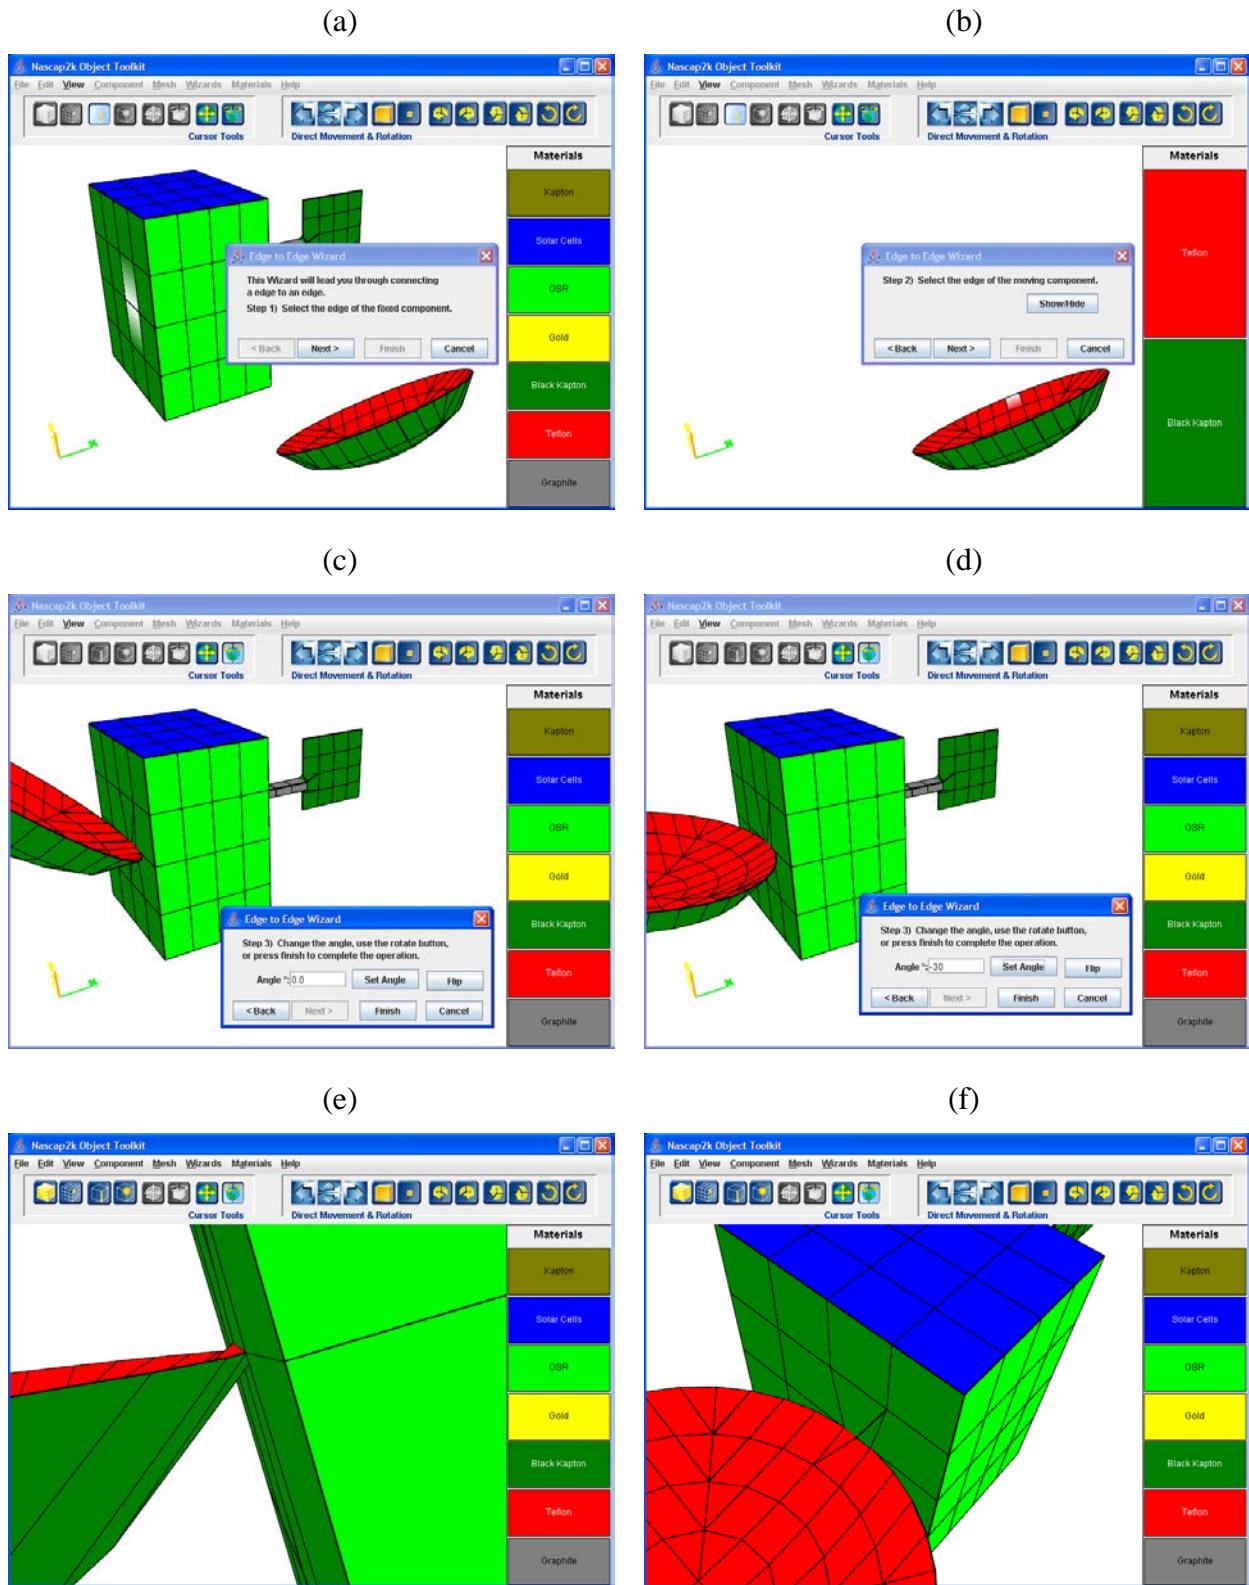 (a)
(b)
Nascap2k Object Toolkit
File Edit View Component Mesh Wizards Materials Help
Cursor Tools
Direct Movement & Rotation
Materials
Kapton
Solar Cells
OSR
Gold
Black Kapton
Teflon
Graphite
Edge to Edge Wizard
This Wizard will lead you through connecting
a edge to an edge.
Step 1) Select the edge of the fixed component.
< Back Next > Finish Cancel
Nascap2k Object Toolkit
File Edit View Component Mesh Wizards Materials Help
Cursor Tools
Direct Movement & Rotation
Materials
Teflon
Black Kapton
Edge to Edge Wizard
Step 2) Select the edge of the moving component.
Show/Hide
< Back Next > Finish Cancel
(c)
(d)
Nascap2k Object Toolkit
File Edit View Component Mesh Wizards Materials Help
Cursor Tools
Direct Movement & Rotation
Materials
Kapton
Solar Cells
OSR
Gold
Black Kapton
Teflon
Graphite
Edge to Edge Wizard
Step 3) Change the angle, use the rotate button,
or press finish to complete the operation.
Angle °: 0.0 Set Angle Flip
< Back Next > Finish Cancel
Nascap2k Object Toolkit
File Edit View Component Mesh Wizards Materials Help
Cursor Tools
Direct Movement & Rotation
Materials
Kapton
Solar Cells
OSR
Gold
Black Kapton
Teflon
Graphite
Edge to Edge Wizard
Step 3) Change the angle, use the rotate button,
or press finish to complete the operation.
Angle °: -30 Set Angle Flip
< Back Next > Finish Cancel
(e)
(f)
Nascap2k Object Toolkit
File Edit View Component Mesh Wizards Materials Help
Cursor Tools
Direct Movement & Rotation
Materials
Kapton
Solar Cells
OSR
Gold
Black Kapton
Teflon
Graphite
Nascap2k Object Toolkit
File Edit View Component Mesh Wizards Materials Help
Cursor Tools
Direct Movement & Rotation
Materials
Kapton
Solar Cells
OSR
Gold
Black Kapton
Teflon
Graphite